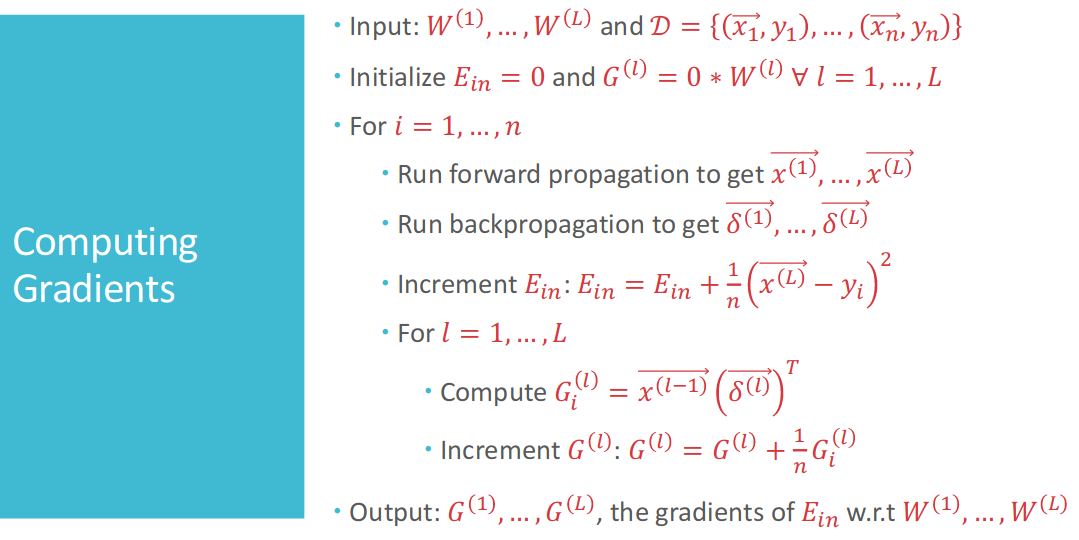 Computing
Gradients
• Input: $W^{(1)}, \ldots, W^{(L)}$ and $\mathcal{D} = \{(\overrightarrow{x_1}, y_1), \ldots, (\overrightarrow{x_n}, y_n)\}$
• Initialize $E_{in} = 0$ and $G^{(l)} = 0 * W^{(l)} \ \forall \ l = 1, \ldots, L$
• For $i = 1, \ldots, n$
• Run forward propagation to get $\overrightarrow{x^{(1)}}, \ldots, \overrightarrow{x^{(L)}}$
• Run backpropagation to get $\overrightarrow{\delta^{(1)}}, \ldots, \overrightarrow{\delta^{(L)}}$
• Increment $E_{in}$: $E_{in} = E_{in} + \frac{1}{n}\left(\overrightarrow{x^{(L)}} - y_i\right)^2$
• For $l = 1, \ldots, L$
• Compute $G_i^{(l)} = \overrightarrow{x^{(l-1)}}\left(\overrightarrow{\delta^{(l)}}\right)^T$
• Increment $G^{(l)}$: $G^{(l)} = G^{(l)} + \frac{1}{n}G_i^{(l)}$
• Output: $G^{(1)}, \ldots, G^{(L)}$, the gradients of $E_{in}$ w.r.t $W^{(1)}, \ldots, W^{(L)}$